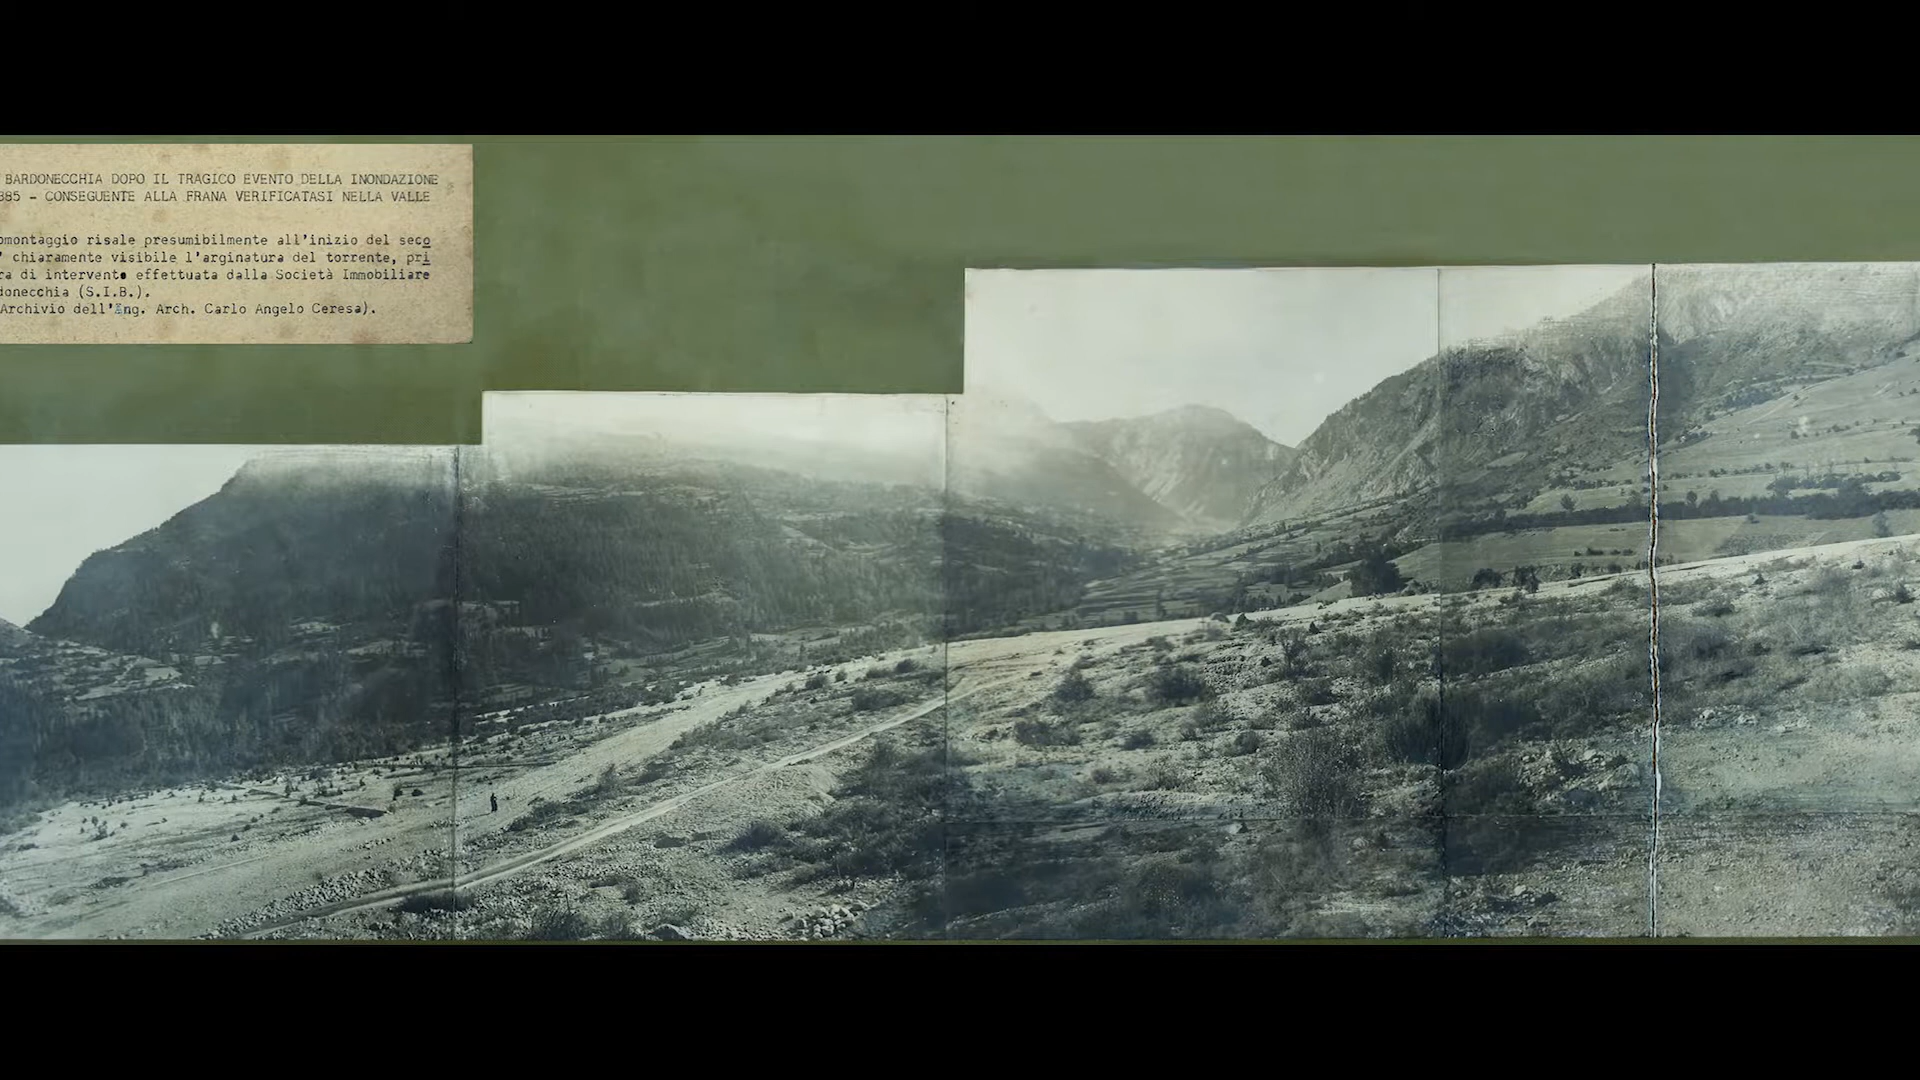 BARDONECCHIA DOPO IL TRAGICO EVENTO DELLA INONDAZIONE
885 - CONSEGUENTE ALLA FRANA VERIFICATASI NELLA VALLE
omontaggio risale presumibilmente all'inizio del seco
' chiaramente visibile l'arginatura del torrente, pri
ra di intervento effettuata dalla Società Immobiliare
donecchia (S.I.B.).
Archivio dell'Ing. Arch. Carlo Angelo Ceresa).